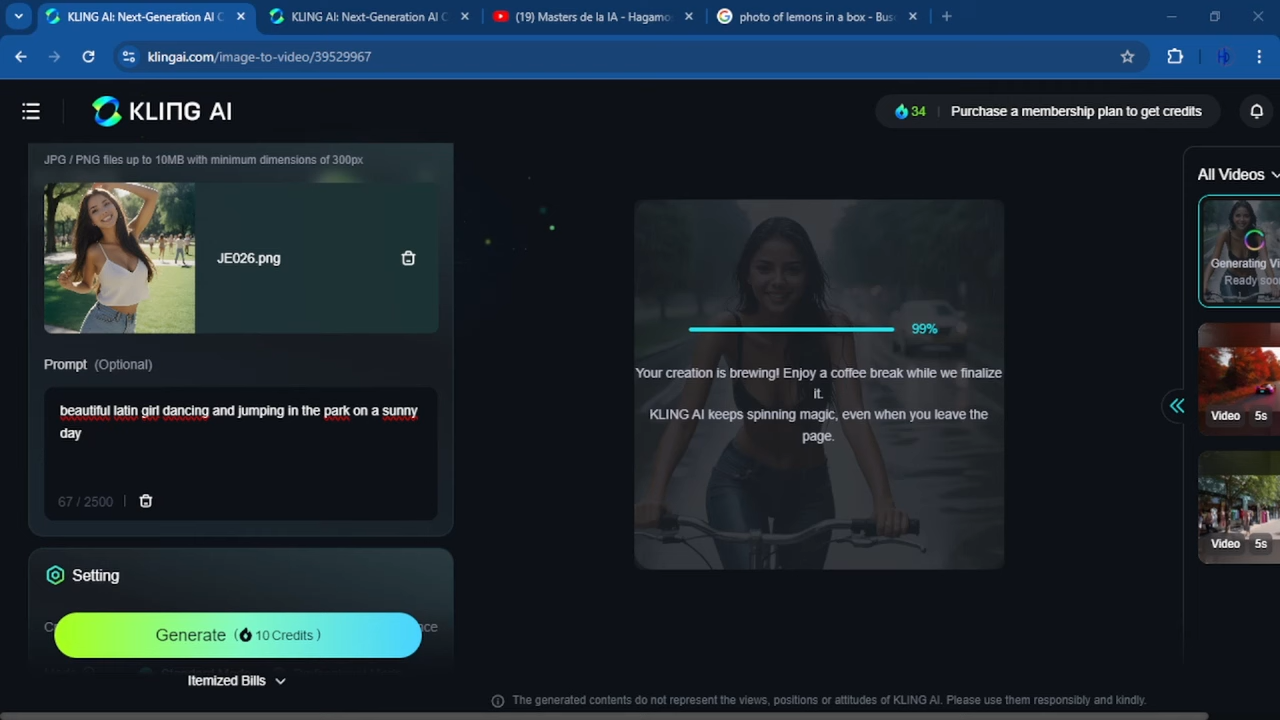 KLING AI: Next-Generation AI C
KLING AI: Next-Generation AI C
(19) Masters de la IA - Hagamo
photo of lemons in a box - Bus
klingai.com/image-to-video/39529967
KLING AI
34
Purchase a membership plan to get credits
JPG / PNG files up to 10MB with minimum dimensions of 300px
JE026.png
Prompt (Optional)
beautiful latin girl dancing and jumping in the park on a sunny
day
67 / 2500
Setting
Generate ( 10 Credits )
Itemized Bills
99%
Your creation is brewing! Enjoy a coffee break while we finalize
it.
KLING AI keeps spinning magic, even when you leave the
page.
All Videos
Generating Vi
Ready soo
Video 5s
Video 5s
The generated contents do not represent the views, positions or attitudes of KLING AI. Please use them responsibly and kindly.